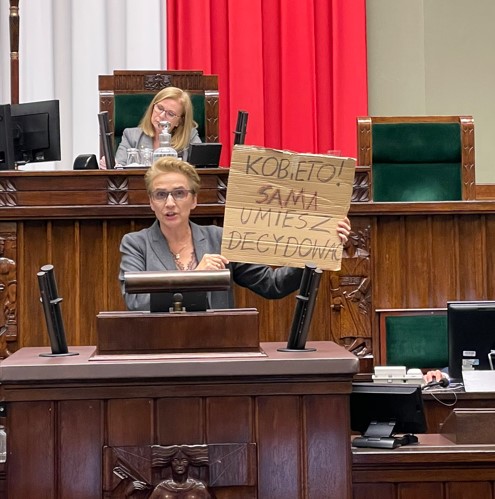 KOBIETO!
SAMA
UMIESZ
DECYDOWAĆ